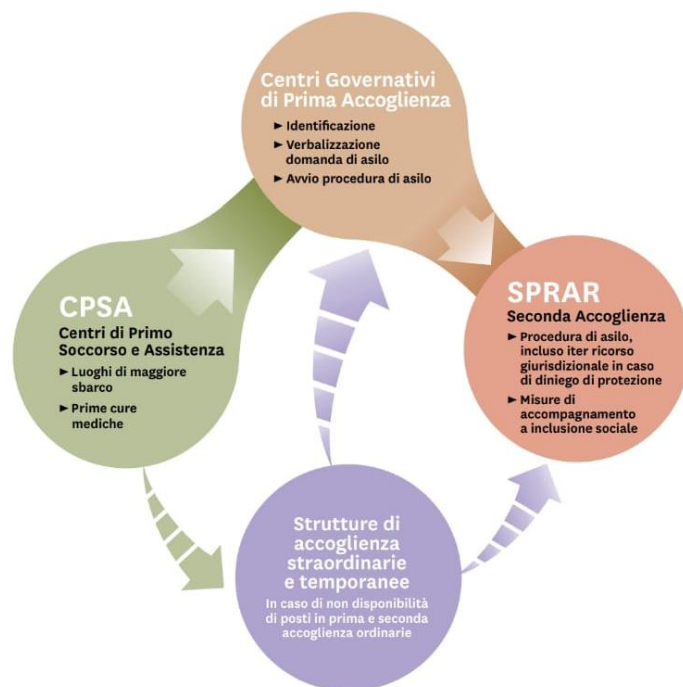 Centri Governativi
di Prima Accoglienza
► Identificazione
► Verbalizzazione
domanda di asilo
► Avvio procedura di asilo
CPSA
Centri di Primo
Soccorso e Assistenza
► Luoghi di maggiore
sbarco
► Prime cure
mediche
SPRAR
Seconda Accoglienza
► Procedura di asilo,
incluso iter ricorso
giurisdizionale in caso
di diniego di protezione
► Misure di
accompagnamento
a inclusione sociale
Strutture di
accoglienza
straordinarie
e temporanee
In caso di non disponibilità
di posti in prima e seconda
accoglienza ordinarie